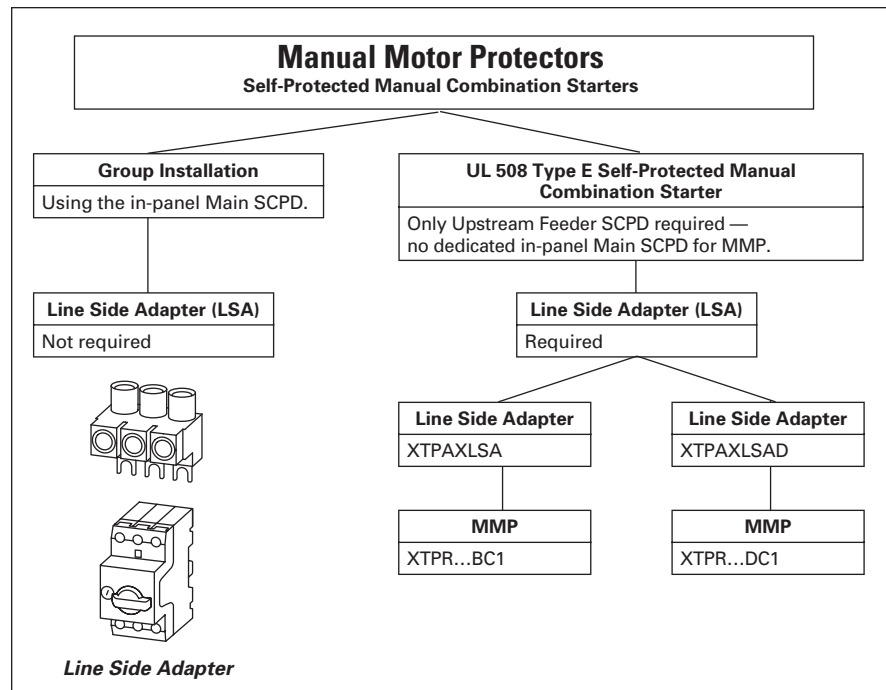 Manual Motor Protectors
Self-Protected Manual Combination Starters
Group Installation
Using the in-panel Main SCPD.
Line Side Adapter (LSA)
Not required
UL 508 Type E Self-Protected Manual
Combination Starter
Only Upstream Feeder SCPD required —
no dedicated in-panel Main SCPD for MMP.
Line Side Adapter (LSA)
Required
Line Side Adapter
XTPAXLSA
MMP
XTPR…BC1
Line Side Adapter
XTPAXLSAD
MMP
XTPR…DC1
Line Side Adapter